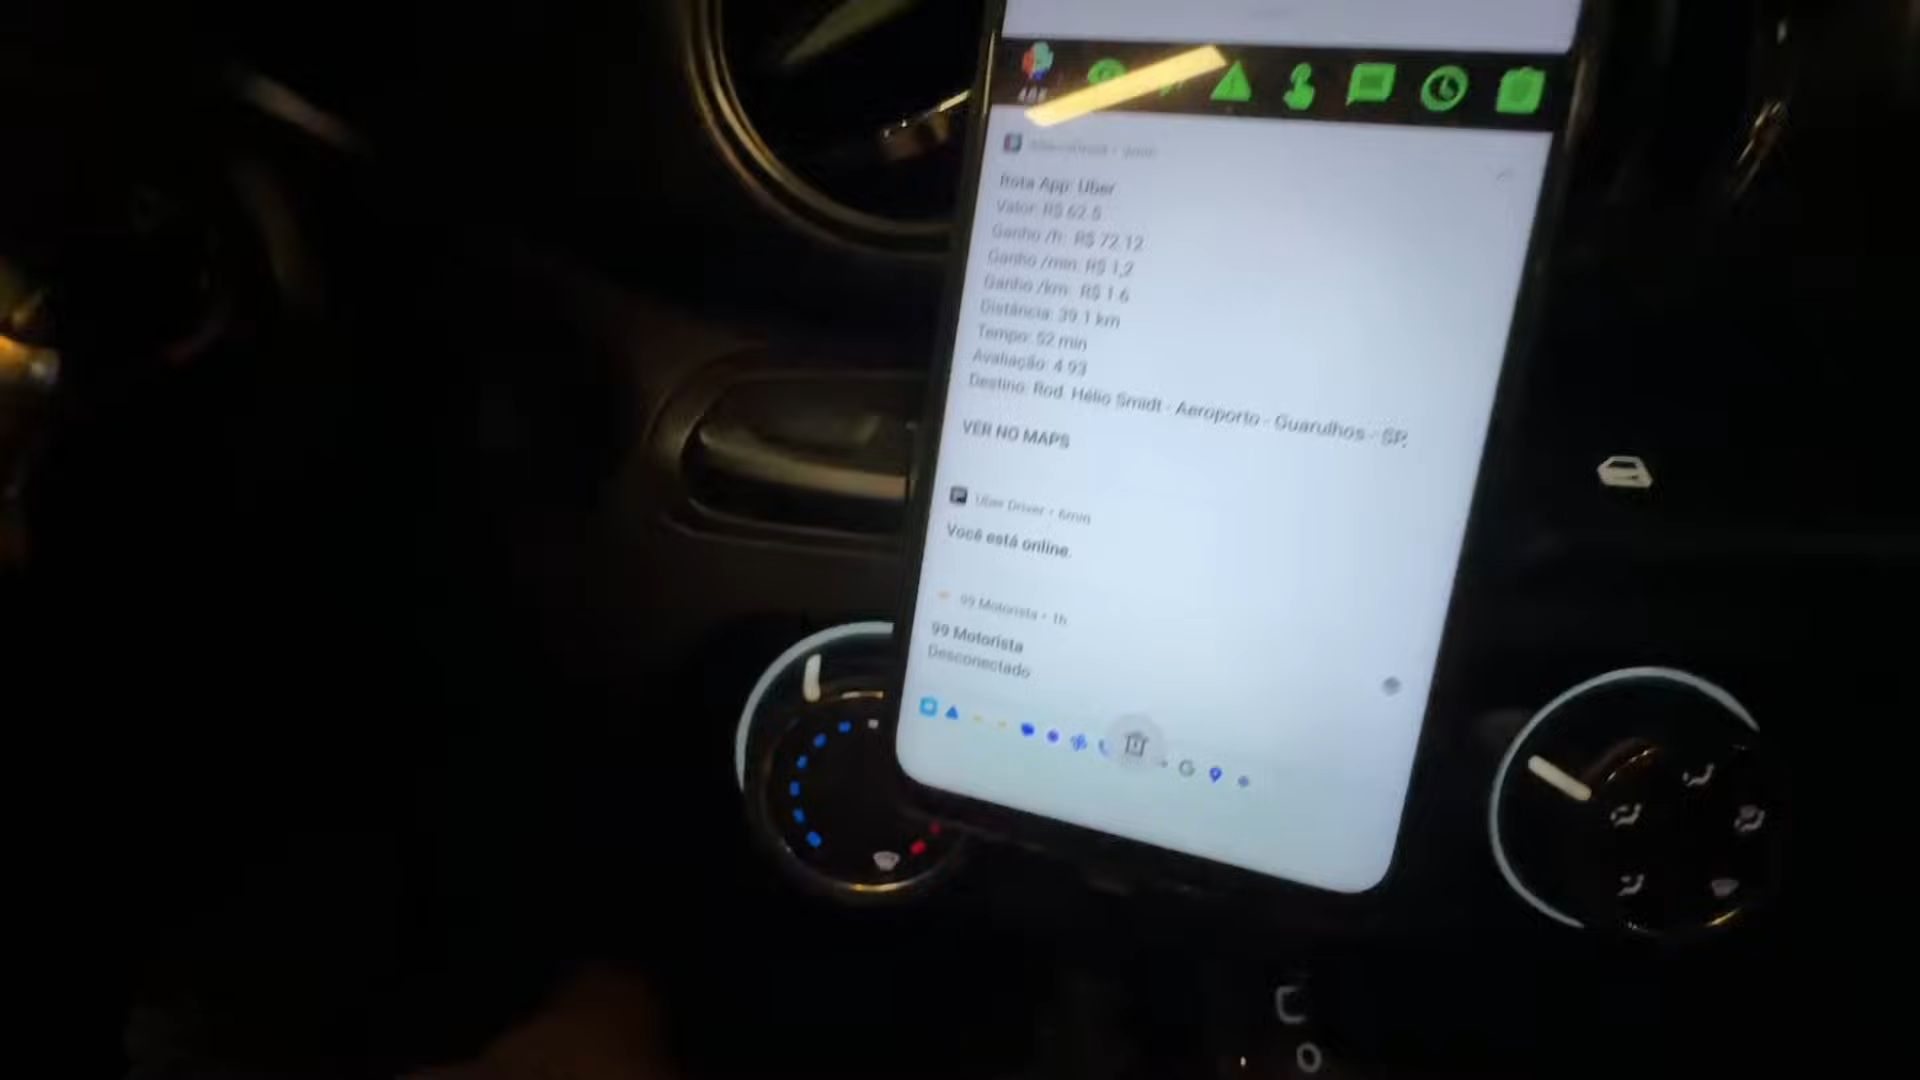 Rota App: Uber
Valor: R$ 62.5
Ganho /h: R$ 72.12
Ganho /min: R$ 1,2
Ganho /km: R$ 1.6
Distância: 39.1 km
Tempo: 52 min
Avaliação: 4.93
Destino: Rod. Hélio Smidt - Aeroporto - Guarulhos - SP,
VER NO MAPS
Uber Driver • 6min
Você está online.
99 Motorista • 1h
99 Motorista
Desconectado